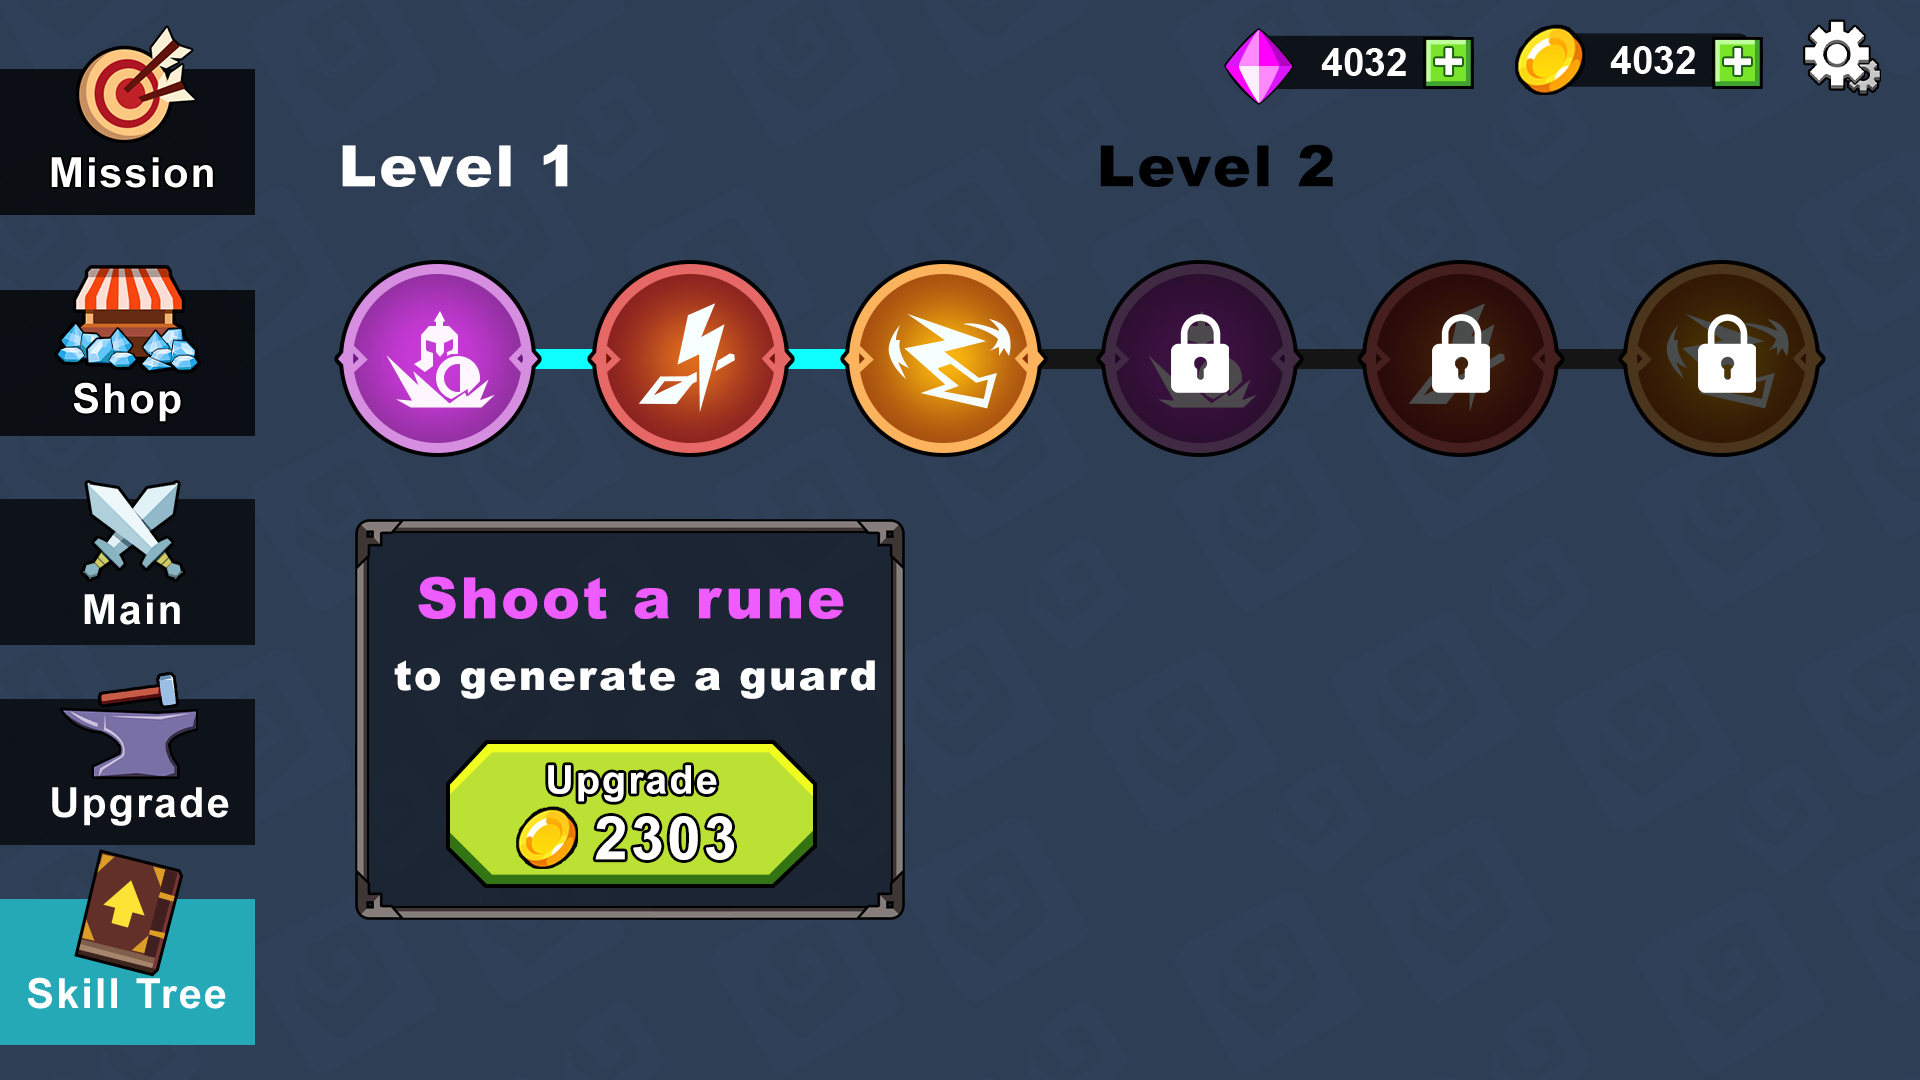 4032
4032
Mission
Level 1
Level 2
Shop
Main
Shoot a rune
to generate a guard
Upgrade
Upgrade
2303
Skill Tree